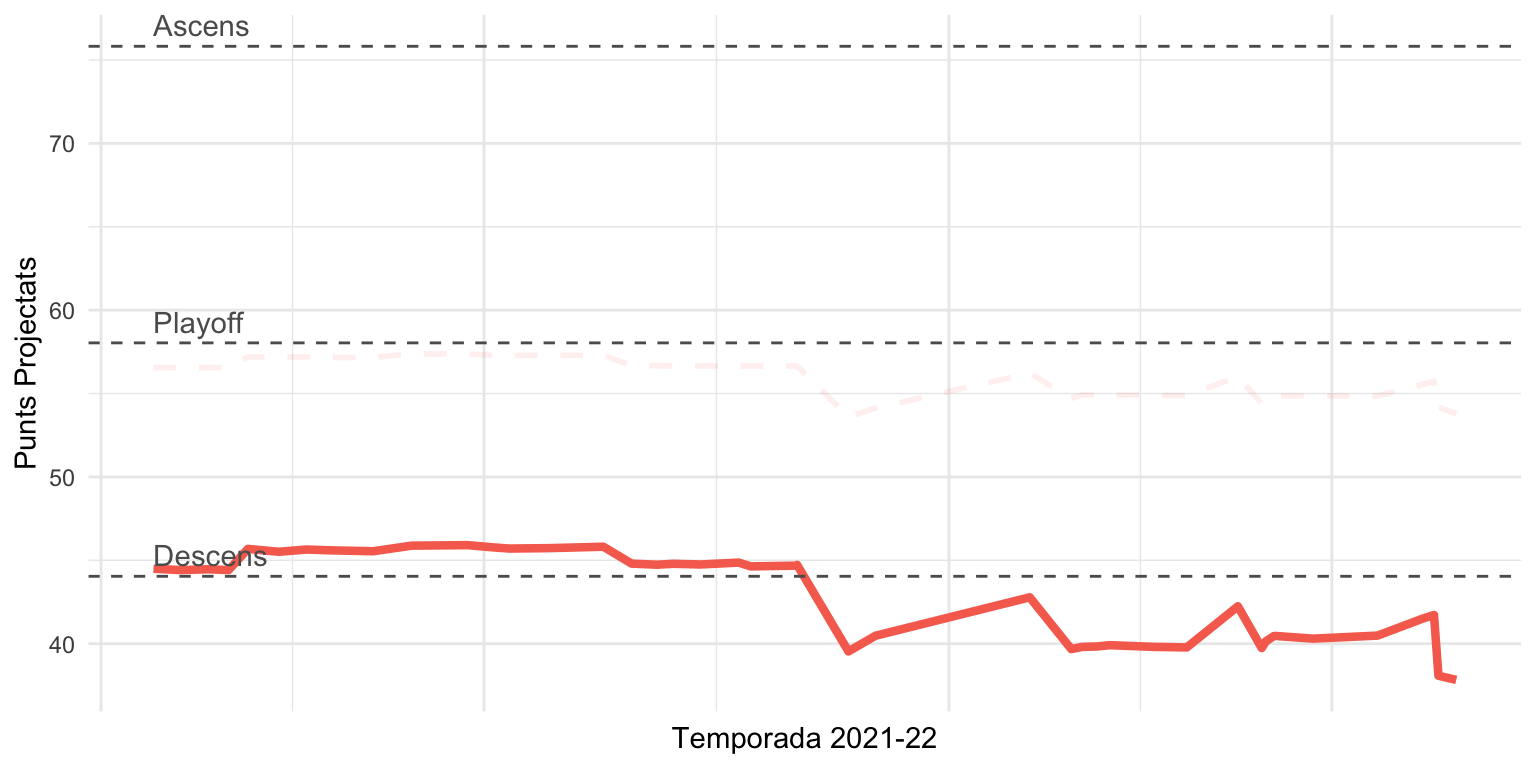 Ascens
70
60
Playoff
50
Descens
40
Punts Projectats
Temporada 2021-22